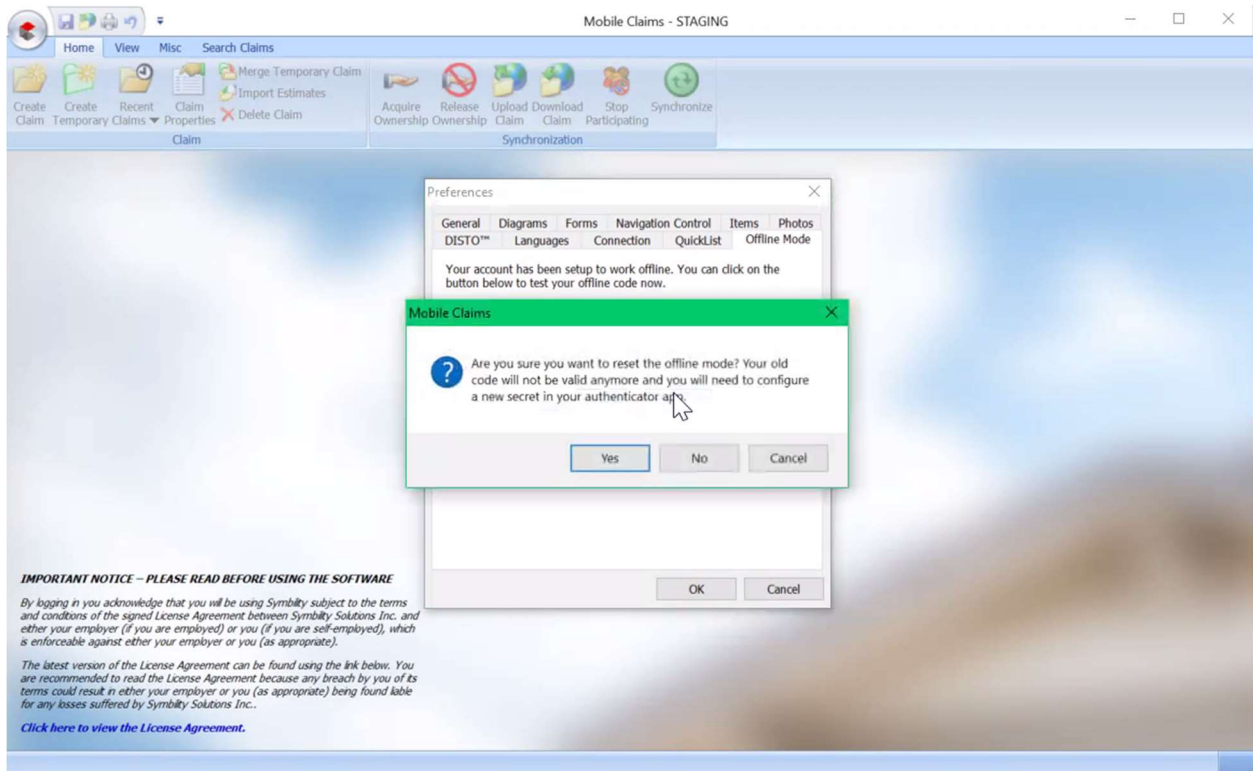 Mobile Claims - STAGING
Home View Misc Search Claims
Create Claim
Create Temporary
Recent Claims
Claim Properties
Merge Temporary Claim
Import Estimates
Delete Claim
Acquire Ownership
Release Ownership
Upload Claim
Download Claim
Stop Participating
Synchronize
Claim
Synchronization
Preferences
General Diagrams Forms Navigation Control Items Photos
DISTO™ Languages Connection QuickList Offline Mode
Your account has been setup to work offline. You can click on the
button below to test your offline code now.
Mobile Claims
Are you sure you want to reset the offline mode? Your old
code will not be valid anymore and you will need to configure
a new secret in your authenticator app.
Yes No Cancel
OK Cancel
IMPORTANT NOTICE – PLEASE READ BEFORE USING THE SOFTWARE
By logging in you acknowledge that you will be using Symbility subject to the terms
and conditions of the signed License Agreement between Symbility Solutions Inc. and
either your employer (if you are employed) or you (if you are self-employed), which
is enforceable against either your employer or you (as appropriate).
The latest version of the License Agreement can be found using the link below. You
are recommended to read the License Agreement because any breach by you of its
terms could result in either your employer or you (as appropriate) being found liable
for any losses suffered by Symbility Solutions Inc..
Click here to view the License Agreement.